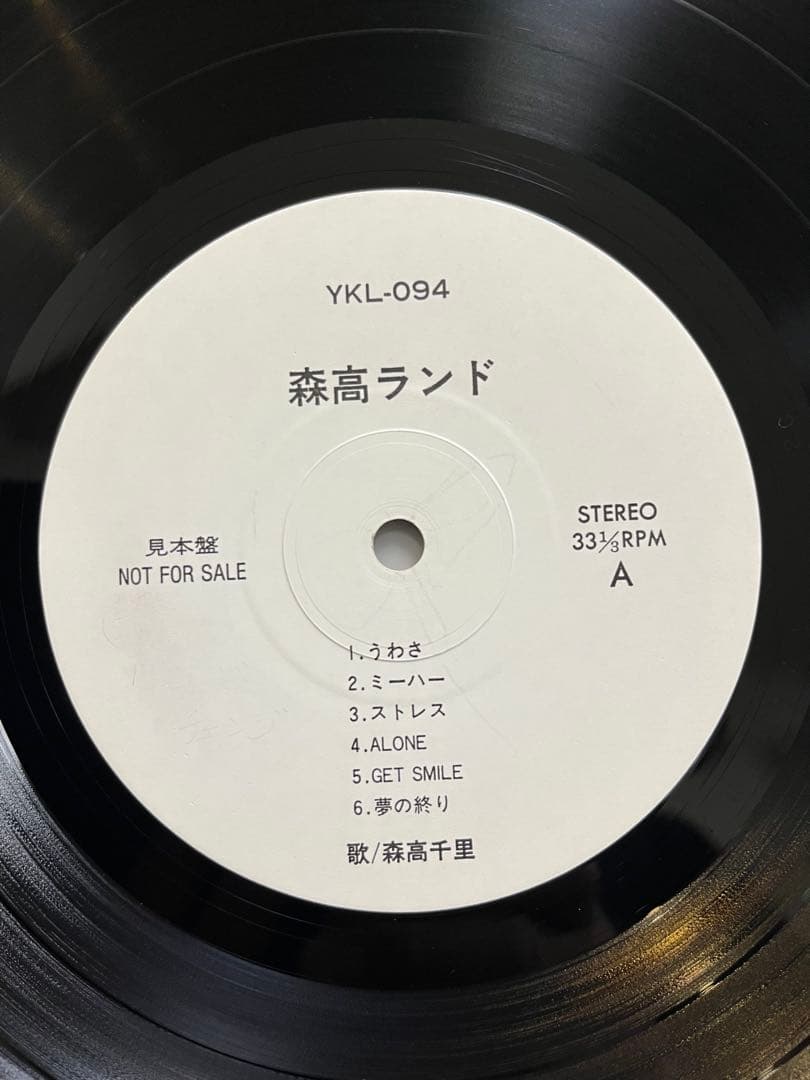 YKL-094
森高ランド
見本盤
NOT FOR SALE
STEREO
33⅓RPM
A
1.うわさ
2.ミーハー
3.ストレス
4.ALONE
5.GET SMILE
6.夢の終り
歌/森高千里